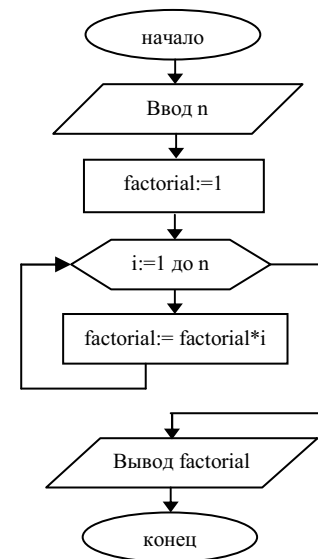 начало
Ввод n
factorial:=1
i:=1 до n
factorial:= factorial*i
Вывод factorial
конец